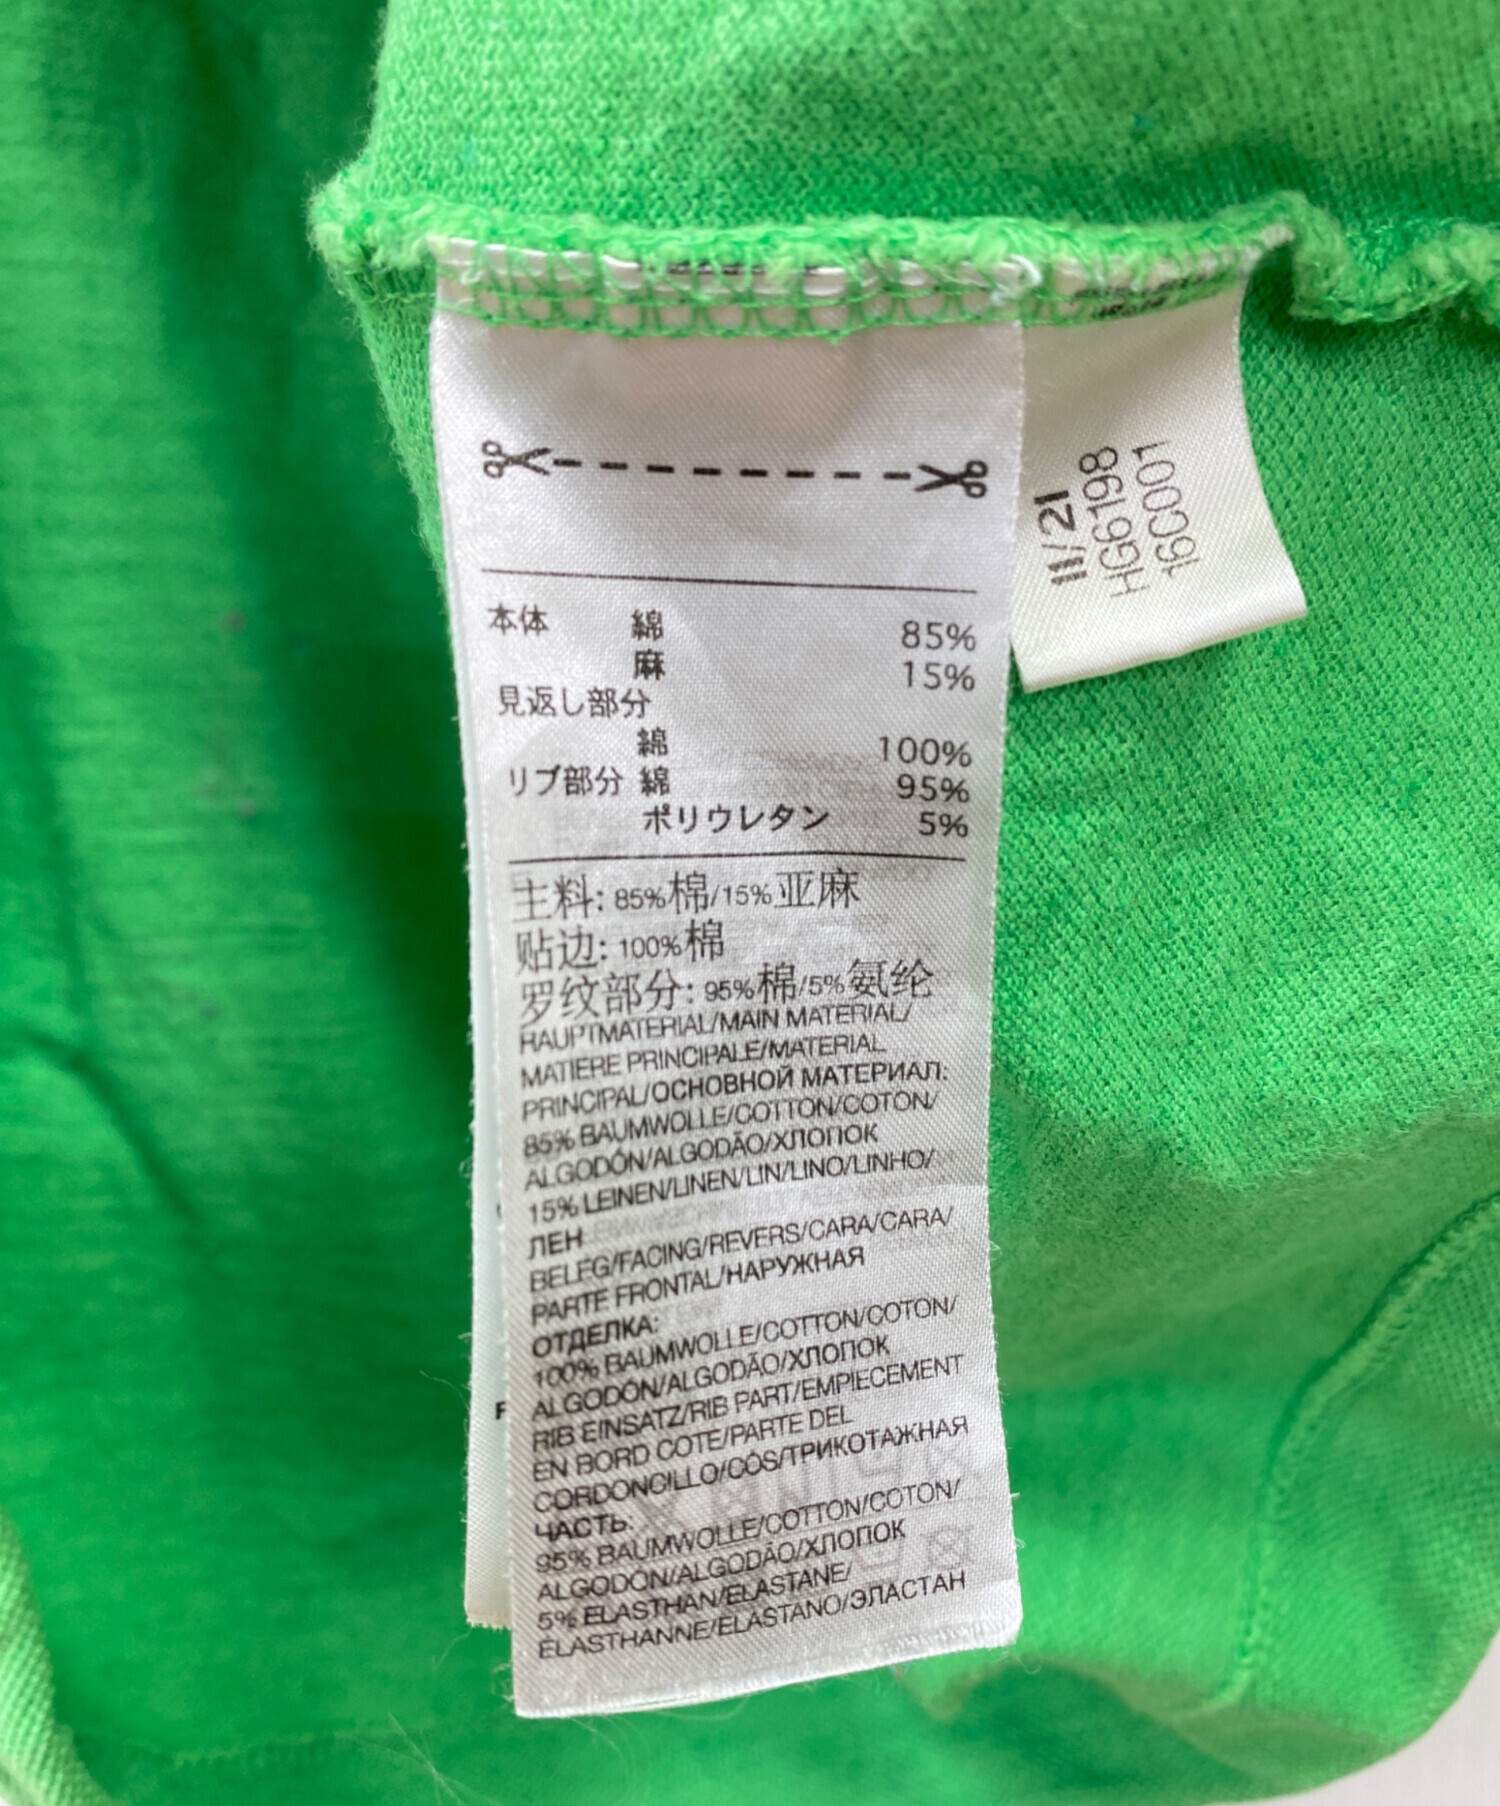 本体 綿 85%
麻 15%
見返し部分
綿 100%
リブ部分 綿 95%
ポリウレタン 5%
主料: 85%棉/15%亚麻
贴边: 100%棉
罗纹部分: 95%棉/5%氨纶
HAUPTMATERIAL/MAIN MATERIAL/
MATIERE PRINCIPALE/MATERIAL
PRINCIPAL/ОСНОВНОЙ МАТЕРИАЛ:
85% BAUMWOLLE/COTTON/COTON/
ALGODÓN/ALGODÃO/ХЛОПОК
15% LEINEN/LINEN/LIN/LINO/LINHO/
ЛЕН
BELEG/FACING/REVERS/CARA/CARA/
PARTE FRONTAL/НАРУЖНАЯ
ОТДЕЛКА:
100% BAUMWOLLE/COTTON/COTON/
ALGODÓN/ALGODÃO/ХЛОПОК
RIB EINSATZ/RIB PART/EMPIECEMENT
EN BORD COTE/PARTE DEL
CORDONCILLO/CÓS/ТРИКОТАЖНАЯ
ЧАСТЬ:
95% BAUMWOLLE/COTTON/COTON/
ALGODÓN/ALGODÃO/ХЛОПОК
5% ELASTHAN/ELASTANE/
ELASTHANNE/ELASTANO/ЭЛАСТАН
11/21
HG6198
16C001